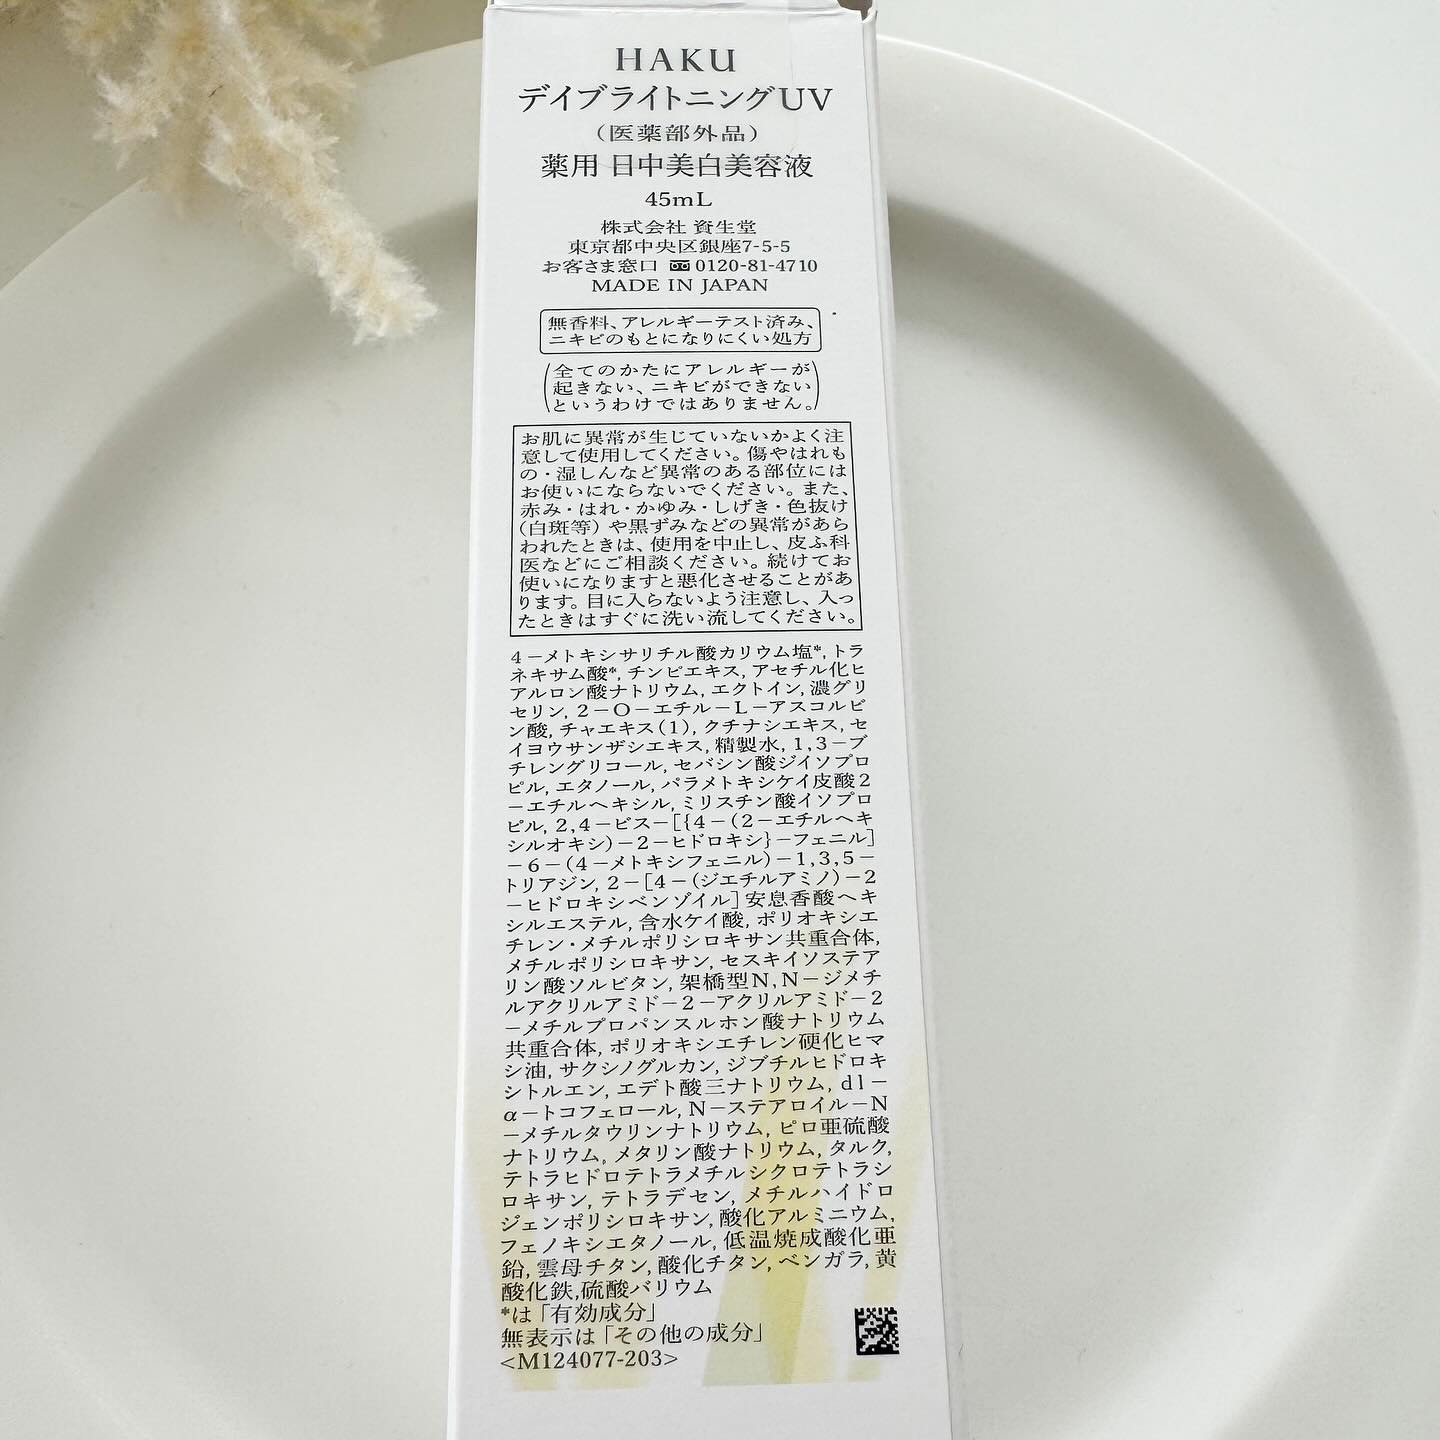 HAKU
デイブライトニングUV
（医薬部外品）
薬用 日中美白美容液
45mL
株式会社 資生堂
東京都中央区銀座7-5-5
お客さま窓口 0120-81-4710
MADE IN JAPAN
無香料、アレルギーテスト済み、
ニキビのもとになりにくい処方
（全てのかたにアレルギーが
起きない、ニキビができない
というわけではありません。）
お肌に異常が生じていないかよく注
意して使用してください。傷やはれも
の・湿しんなど異常のある部位には
お使いにならないでください。また、
赤み・はれ・かゆみ・しげき・色抜け
（白斑等）や黒ずみなどの異常があら
われたときは、使用を中止し、皮ふ科
医などにご相談ください。続けてお
使いになりますと悪化させることがあ
ります。目に入らないよう注意し、入っ
たときはすぐに洗い流してください。
4－メトキシサリチル酸カリウム塩*, トラ
ネキサム酸*, チンピエキス, アセチル化ヒ
アルロン酸ナトリウム, エクトイン, 濃グリ
セリン, 2－O－エチル－L－アスコルビ
ン酸, チャエキス(1), クチナシエキス, セ
イヨウサンザシエキス, 精製水, 1,3－ブ
チレングリコール, セバシン酸ジイソプロ
ピル, エタノール, パラメトキシケイ皮酸2
－エチルヘキシル, ミリスチン酸イソプロ
ピル, 2,4－ビス－[{4－(2－エチルヘキ
シルオキシ)－2－ヒドロキシ}－フェニル]
－6－(4－メトキシフェニル)－1,3,5－
トリアジン, 2－[4－(ジエチルアミノ)－2
－ヒドロキシベンゾイル]安息香酸ヘキ
シルエステル, 含水ケイ酸, ポリオキシエ
チレン・メチルポリシロキサン共重合体,
メチルポリシロキサン, セスキイソステア
リン酸ソルビタン, 架橋型N,N－ジメチ
ルアクリルアミド－2－アクリルアミド－2
－メチルプロパンスルホン酸ナトリウム
共重合体, ポリオキシエチレン硬化ヒマ
シ油, サクシノグルカン, ジブチルヒドロキ
シトルエン, エデト酸三ナトリウム, dl－
α－トコフェロール, N－ステアロイル－N
－メチルタウリンナトリウム, ピロ亜硫酸
ナトリウム, メタリン酸ナトリウム, タルク,
テトラヒドロテトラメチルシクロテトラシ
ロキサン, テトラデセン, メチルハイドロ
ジェンポリシロキサン, 酸化アルミニウム,
フェノキシエタノール, 低温焼成酸化亜
鉛, 雲母チタン, 酸化チタン, ベンガラ, 黄
酸化鉄, 硫酸バリウム
*は「有効成分」
無表示は「その他の成分」
<M124077-203>